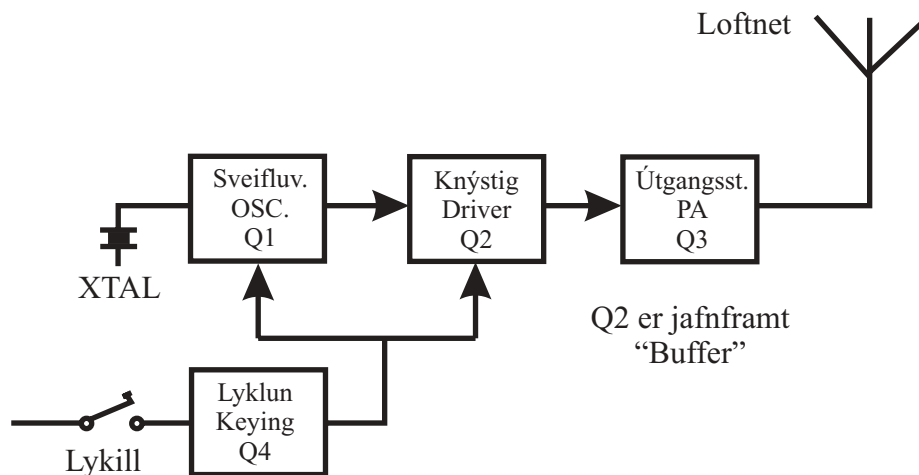 Loftnet
Sveifluv.
OSC.
Q1
Knýstig
Driver
Q2
Útgangsst.
PA
Q3
XTAL
Q2 er jafnframt
“Buffer”
Lyklun
Keying
Q4
Lykill